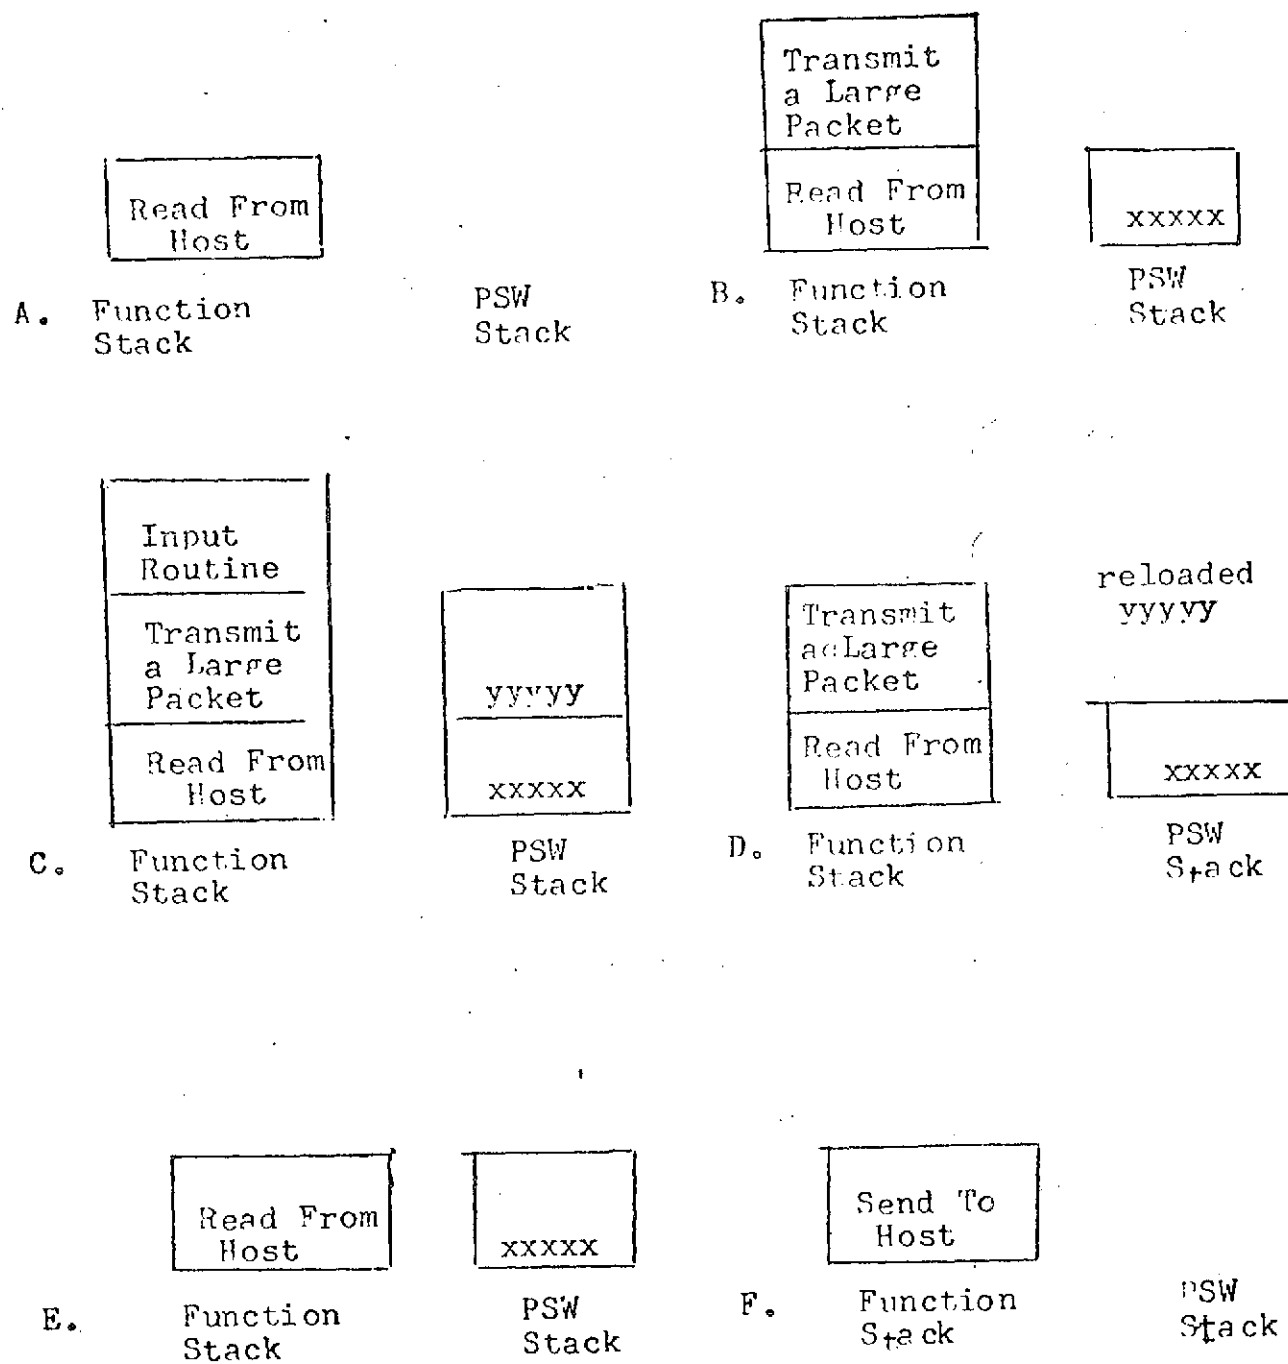 Read From
Host
A. Function
Stack
PSW
Stack
Transmit
a Large
Packet
Read From
Host
xxxxx
B. Function
Stack
PSW
Stack
Input
Routine
Transmit
a Large
Packet
Read From
Host
yyyyy
xxxxx
C. Function
Stack
PSW
Stack
Transmit
a Large
Packet
Read From
Host
reloaded
yyyyy
xxxxx
D. Function
Stack
PSW
Stack
Read From
Host
xxxxx
E. Function
Stack
PSW
Stack
Send To
Host
F. Function
Stack
PSW
Stack